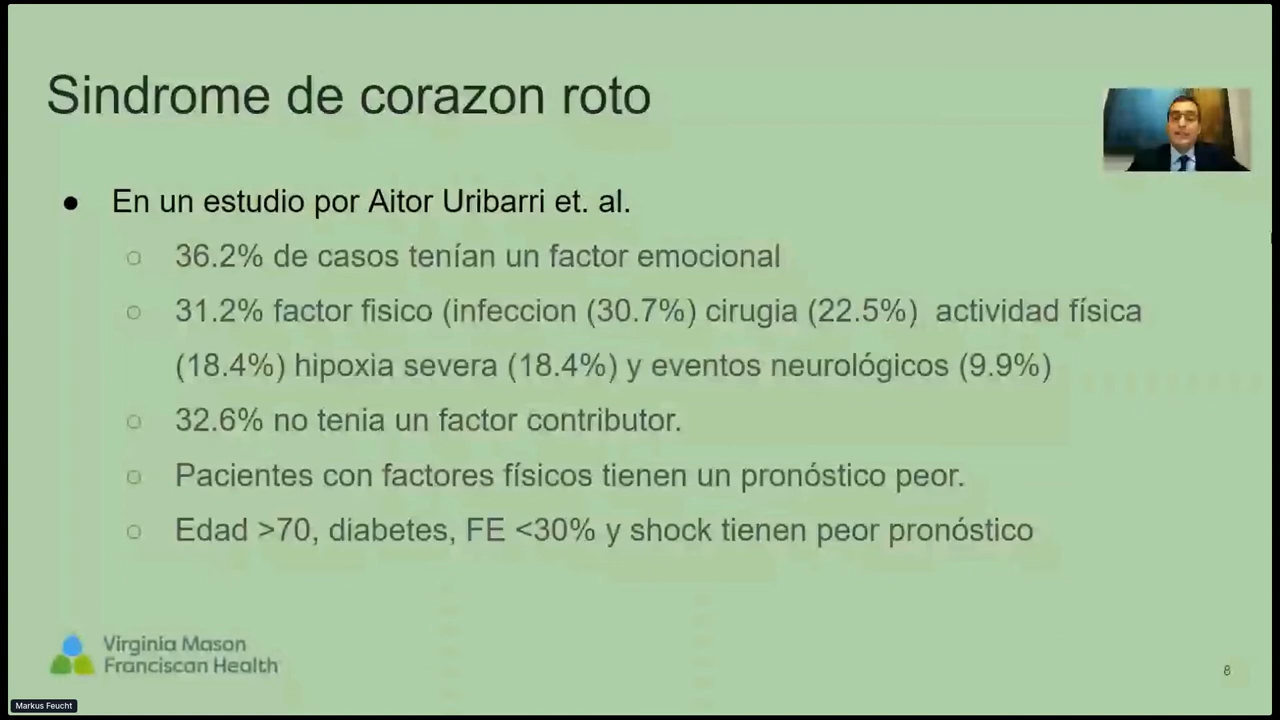 Sindrome de corazon roto
● En un estudio por Aitor Uribarri et. al.
○ 36.2% de casos tenían un factor emocional
○ 31.2% factor fisico (infeccion (30.7%) cirugia (22.5%)  actividad física
(18.4%) hipoxia severa (18.4%) y eventos neurológicos (9.9%)
○ 32.6% no tenia un factor contributor.
○ Pacientes con factores físicos tienen un pronóstico peor.
○ Edad >70, diabetes, FE <30% y shock tienen peor pronóstico
Virginia Mason
Franciscan Health
8
Markus Feucht